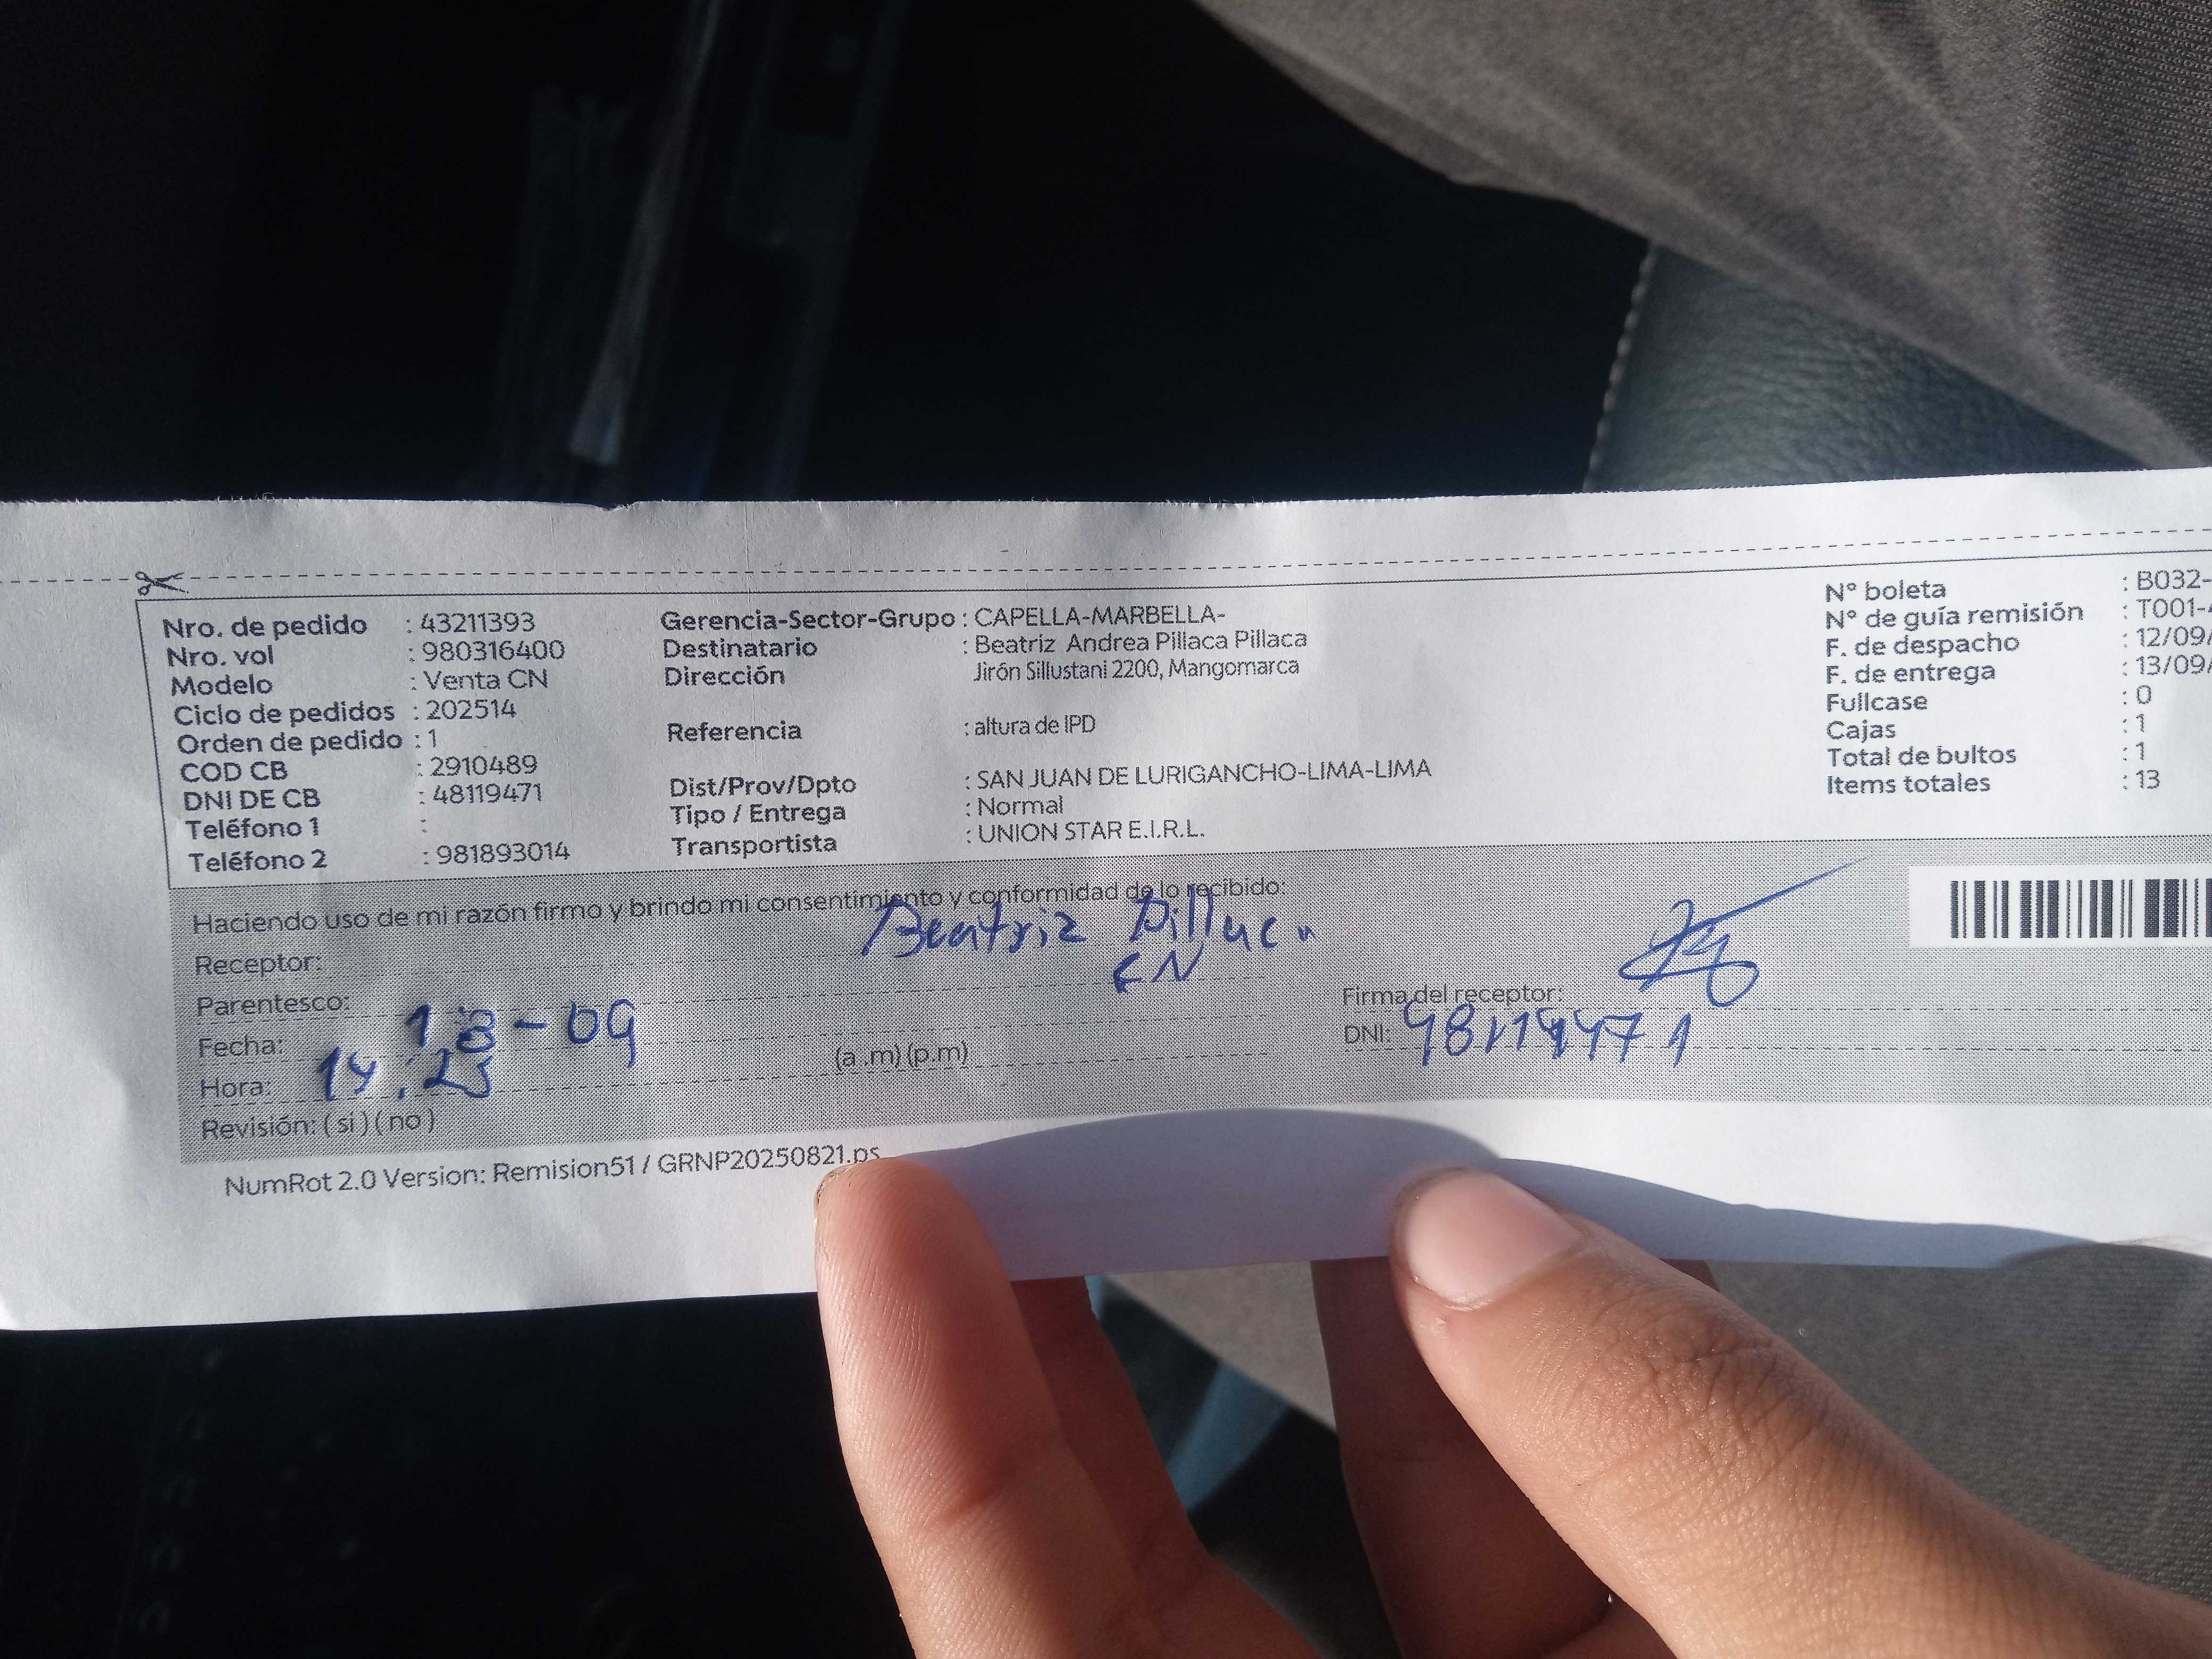 Nro. de pedido : 43211393
Nro. vol : 980316400
Modelo : Venta CN
Ciclo de pedidos : 202514
Orden de pedido : 1
COD CB : 2910489
DNI DE CB : 48119471
Teléfono 1 :
Teléfono 2 : 981893014
Gerencia-Sector-Grupo : CAPELLA-MARBELLA-
Destinatario : Beatriz Andrea Pillaca Pillaca
Dirección Jirón Sillustani 2200, Mangomarca
Referencia : altura de IPD
Dist/Prov/Dpto : SAN JUAN DE LURIGANCHO-LIMA-LIMA
Tipo / Entrega : Normal
Transportista : UNION STAR E.I.R.L.
N° boleta : B032-
N° de guía remisión : T001-
F. de despacho : 12/09/
F. de entrega : 13/09/
Fullcase : 0
Cajas : 1
Total de bultos : 1
Items totales : 13
Haciendo uso de mi razón firmo y brindo mi consentimiento y conformidad de lo recibido:
Receptor: Beatriz Pillaca
Parentesco: CN
Fecha: 13-09
Hora: 14:25 (a.m) (p.m)
Revisión: ( si ) ( no )
Firma del receptor:
DNI: 48119471
NumRot 2.0 Version: Remision51 / GRNP20250821.ps